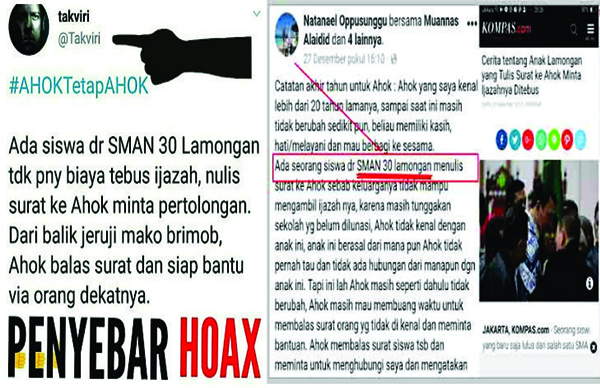 takviri
@Takviri
#AHOKTetapAHOK
Ada siswa dr SMAN 30 Lamongan
tdk pny biaya tebus ijazah, nulis
surat ke Ahok minta pertolongan.
Dari balik jeruji mako brimob,
Ahok balas surat dan siap bantu
via orang dekatnya.
PENYEBAR HOAX
Natanael Oppusunggu bersama Muannas
Alaidid dan 4 lainnya.
27 Desember pukul 16:10
Catatan akhir tahun untuk Ahok : Ahok yang saya kenal
lebih dari 20 tahun lamanya, sampai saat ini masih
tidak berubah sedikit pun, beliau memiliki kasih,
hati/melayani dan mau berbagi ke sesama.
Ada seorang siswa dr SMAN 30 lamongan menulis
surat ke Ahok sebab keluarganya tidak mampu
mengambil ijazah nya, karena masih tunggakan
sekolah yg belum dilunasi, Ahok tidak kenal dengan
anak ini, anak ini berasal dari mana pun Ahok tidak
pernah tau dan tidak ada hubungan dari manapun dgn
anak ini. Tapi ini lah Ahok masih seperti dahulu tidak
berubah, Ahok masih mau membuang waktu untuk
membalas surat orang yg tidak di kenal dan meminta
bantuan. Ahok membalas surat siswa tsb dan
meminta untuk menghubungi saya dan mengatakan
KOMPAS.com
Cerita tentang Anak Lamongan
yang Tulis Surat ke Ahok Minta
Ijazahnya Ditebus
JAKARTA, KOMPAS.com - Seorang siswa
yang baru saja lulus dan salah satu SMA